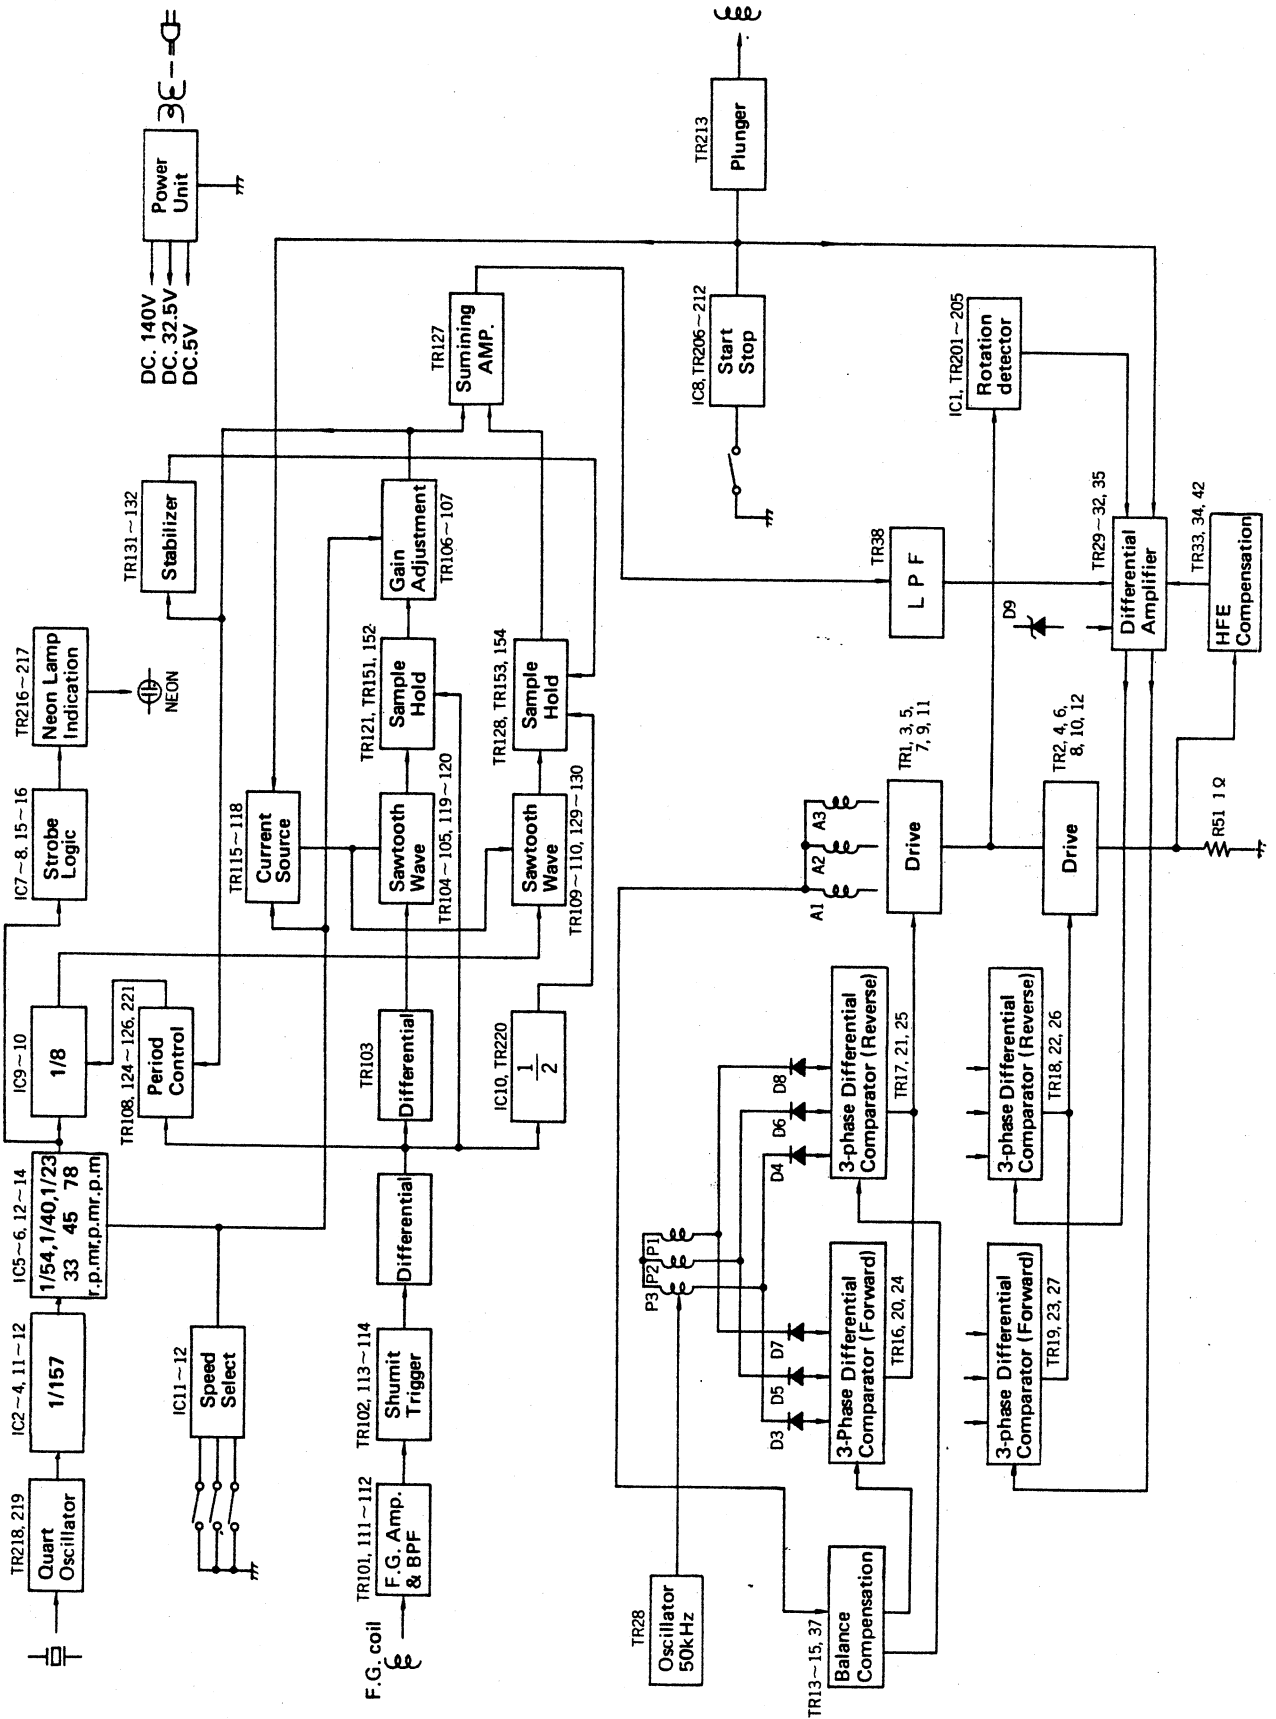 TR218, 219
Quart
Oscillator
IC2～4, 11～12
1/157
IC5～6, 12～14
1/54,1/40,1/23
33 45 78
r.p.mr.p.mr.p.m
IC9～10
1/8
IC7～8, 15～16
Strobe
Logic
TR216～217
Neon Lamp
Indication
NEON
DC. 140V
DC. 32.5V
DC.5V
Power
Unit
IC11～12
Speed
Select
TR108, 124～126, 221
Period
Control
TR131～132
Stabilizer
TR115～118
Current
Source
F.G. coil
TR101, 111～112
F.G. Amp.
& BPF
TR102, 113～114
Shumit
Trigger
Differential
TR103
Differential
Sawtooth
Wave
TR104～105, 119～120
TR121, TR151, 152
Sample
Hold
Gain
Adjustment
TR106～107
TR127
Sumining
AMP.
IC10, TR220
1
2
Sawtooth
Wave
TR109～110, 129～130
TR128, TR153, 154
Sample
Hold
IC8, TR206～212
Start
Stop
TR213
Plunger
TR28
Oscillator
50kHz
P3
P2
P1
D3
D5
D7
D4
D6
D8
A1
A2
A3
TR38
L P F
TR13～15, 37
Balance
Compensation
3-Phase Differential
Comparator (Forward)
TR16, 20, 24
3-phase Differential
Comparator (Reverse)
TR17, 21, 25
TR1, 3, 5,
7, 9, 11
Drive
IC1, TR201～205
Rotation
detector
D9
3-phase Differential
Comparator (Forward)
TR19, 23, 27
3-phase Differential
Comparator (Reverse)
TR18, 22, 26
TR2, 4, 6,
8, 10, 12
Drive
TR29～32, 35
Differential
Amplifier
TR33, 34, 42
HFE
Compensation
R51 1Ω